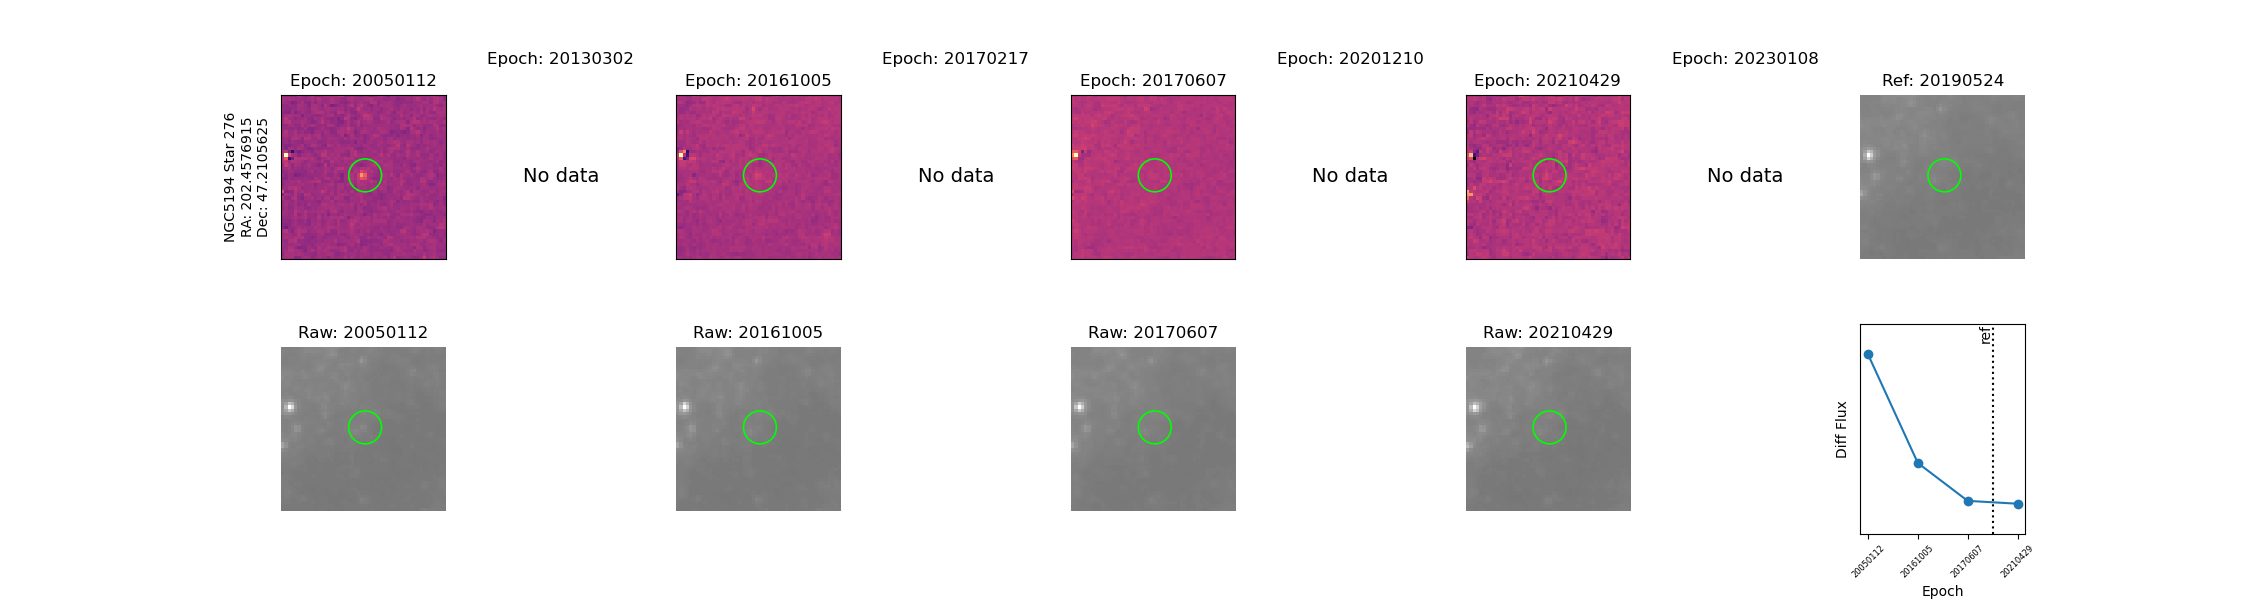 Epoch: 20130302
Epoch: 20170217
Epoch: 20201210
Epoch: 20230108
Epoch: 20050112
Epoch: 20161005
Epoch: 20170607
Epoch: 20210429
Ref: 20190524
NGC5194 Star 276
RA: 202.4576915
Dec: 47.2105625
No data
No data
No data
No data
Raw: 20050112
Raw: 20161005
Raw: 20170607
Raw: 20210429
ref
Diff Flux
20050112
20161005
20170607
20210429
Epoch